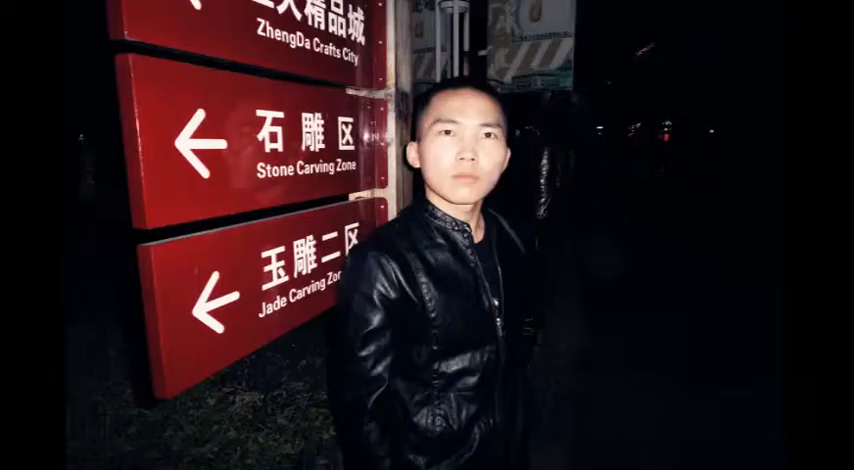 精品城
ZhengDa Crafts City
石雕区
Stone Carving Zone
玉雕二区
Jade Carving